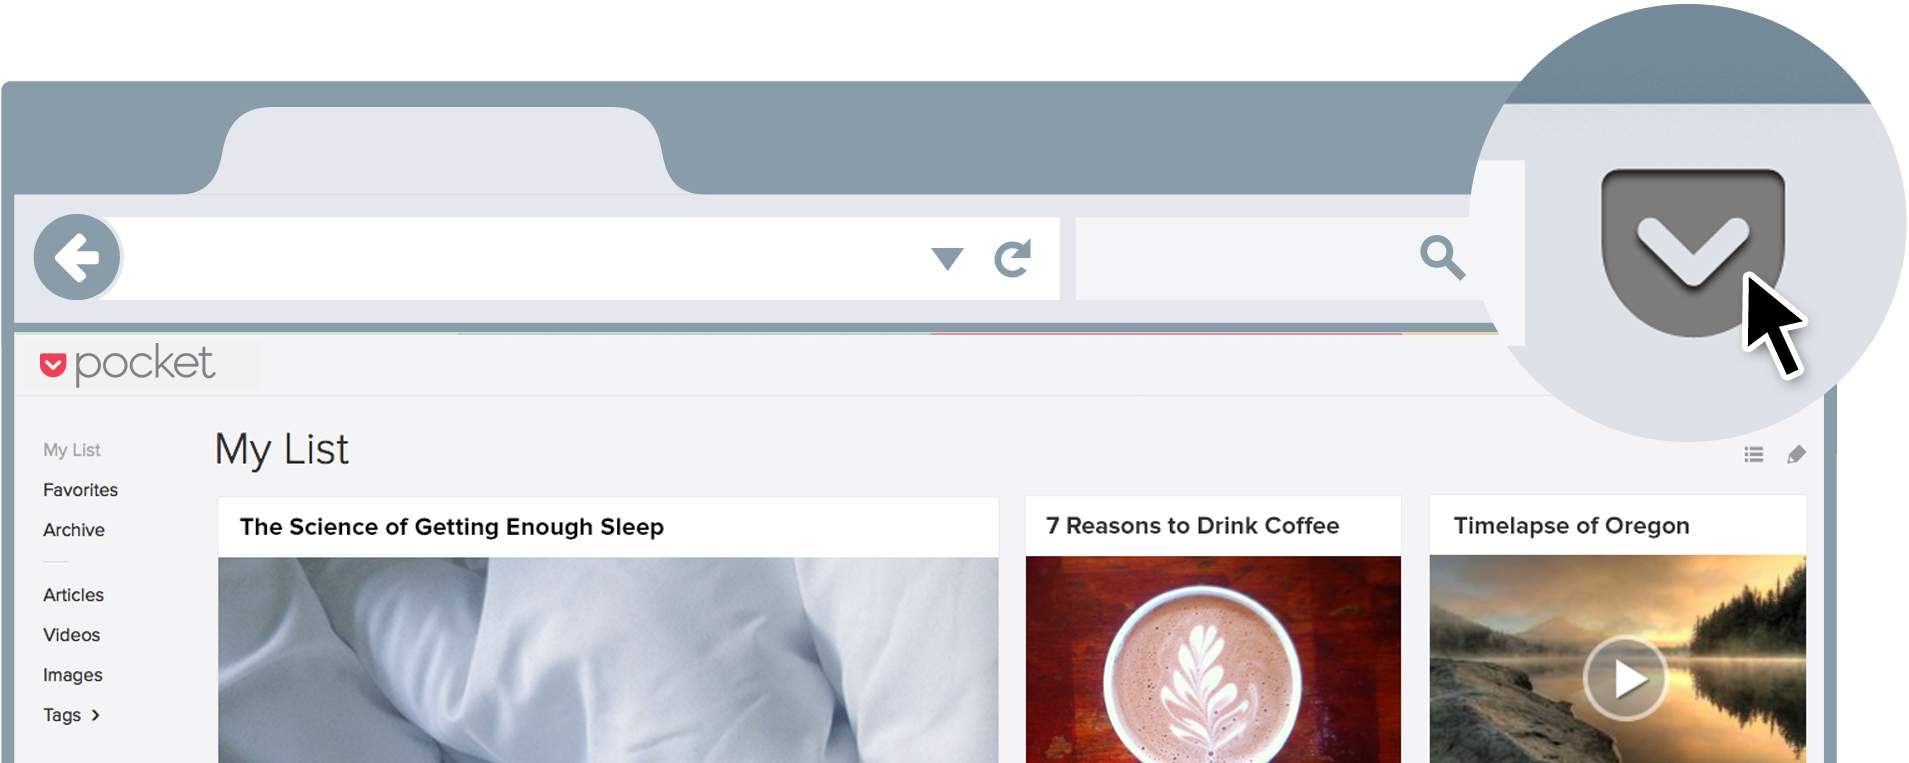 pocket
My List
Favorites
Archive
Articles
Videos
Images
Tags
My List
The Science of Getting Enough Sleep
7 Reasons to Drink Coffee
Timelapse of Oregon